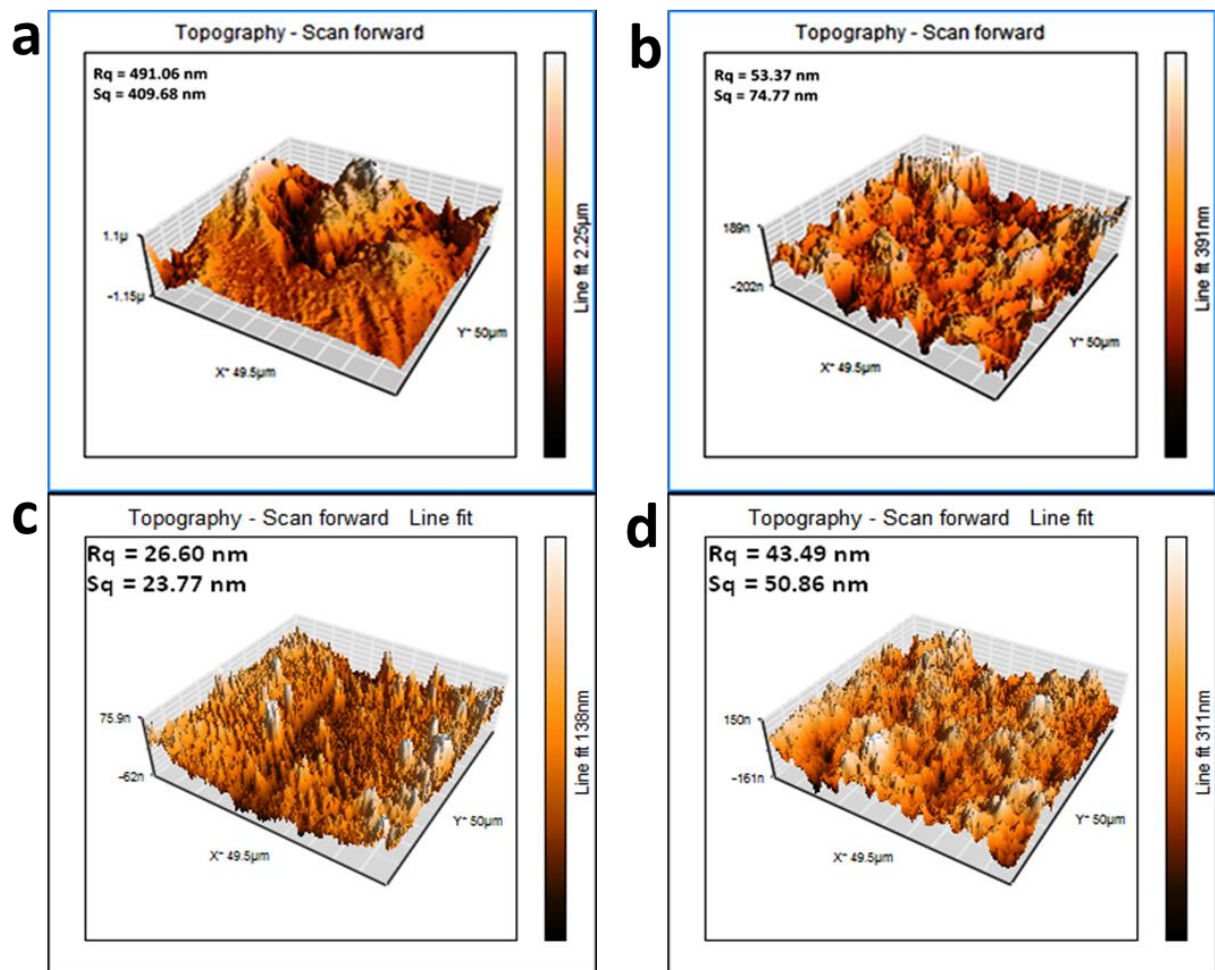 a
Topography - Scan forward
Rq = 491.06 nm
Sq = 409.68 nm
1.1µ
-1.15µ
X* 49.5µm
Y* 50µm
Line fit 2.25µm
b
Topography - Scan forward
Rq = 53.37 nm
Sq = 74.77 nm
189n
-202n
X* 49.5µm
Y* 50µm
Line fit 391nm
c
Topography - Scan forward Line fit
Rq = 26.60 nm
Sq = 23.77 nm
75.9n
-62n
X* 49.5µm
Y* 50µm
Line fit 138nm
d
Topography - Scan forward Line fit
Rq = 43.49 nm
Sq = 50.86 nm
150n
-161n
X* 49.5µm
Y* 50µm
Line fit 311nm